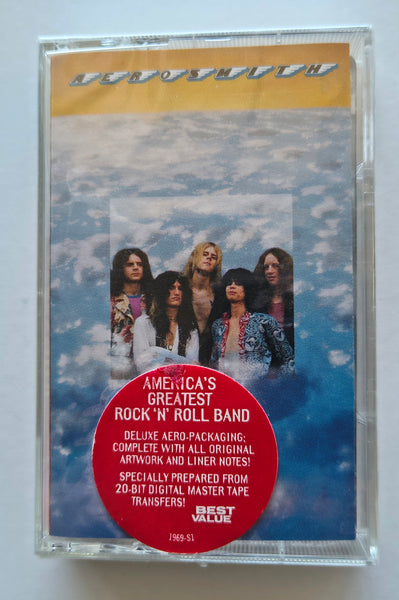 AEROSMITH
AMERICA'S
GREATEST
ROCK 'N' ROLL BAND
DELUXE AERO-PACKAGING;
COMPLETE WITH ALL ORIGINAL
ARTWORK AND LINER NOTES!
SPECIALLY PREPARED FROM
20-BIT DIGITAL MASTER TAPE
TRANSFERS!
BEST
VALUE
1969-S1